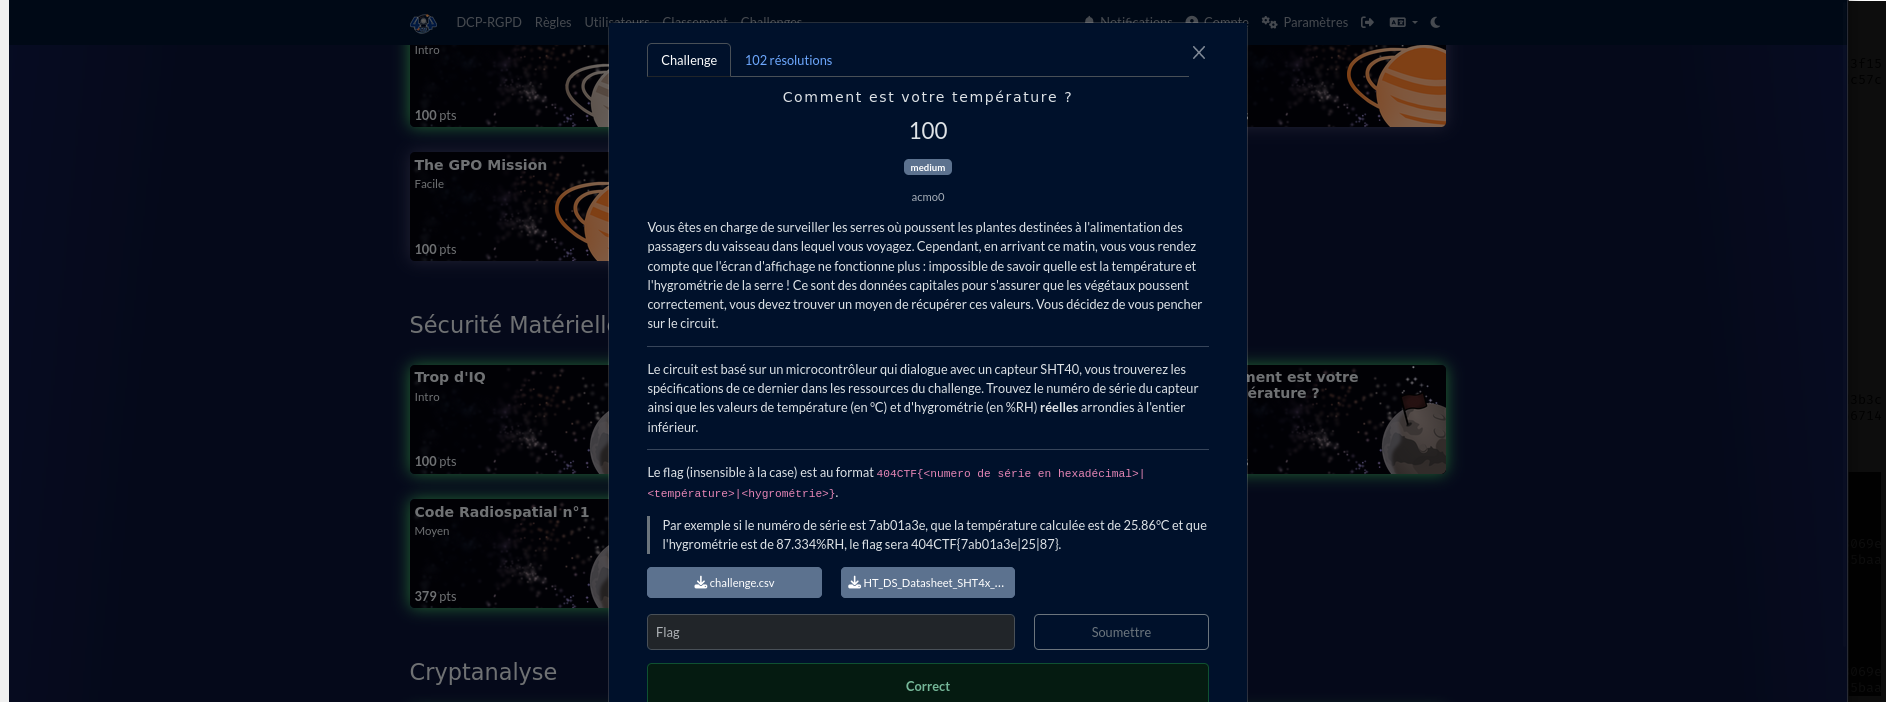 DCP-RGPD Règles Utilisateurs Classement Challenges Notifications Compte Paramètres
Intro
100 pts
The GPO Mission
Facile
100 pts
Sécurité Matérielle
Trop d'IQ
Intro
100 pts
Code Radiospatial n°1
Moyen
379 pts
Cryptanalyse
Challenge 102 résolutions
Comment est votre température ?
100
medium
acmo0
Vous êtes en charge de surveiller les serres où poussent les plantes destinées à l'alimentation des
passagers du vaisseau dans lequel vous voyagez. Cependant, en arrivant ce matin, vous vous rendez
compte que l'écran d'affichage ne fonctionne plus : impossible de savoir quelle est la température et
l'hygrométrie de la serre ! Ce sont des données capitales pour s'assurer que les végétaux poussent
correctement, vous devez trouver un moyen de récupérer ces valeurs. Vous décidez de vous pencher
sur le circuit.
Le circuit est basé sur un microcontrôleur qui dialogue avec un capteur SHT40, vous trouverez les
spécifications de ce dernier dans les ressources du challenge. Trouvez le numéro de série du capteur
ainsi que les valeurs de température (en °C) et d'hygrométrie (en %RH) réelles arrondies à l'entier
inférieur.
Le flag (insensible à la case) est au format 404CTF{<numero de série en hexadécimal>|
<température>|<hygrométrie>}.
Par exemple si le numéro de série est 7ab01a3e, que la température calculée est de 25.86°C et que
l'hygrométrie est de 87.334%RH, le flag sera 404CTF{7ab01a3e|25|87}.
challenge.csv HT_DS_Datasheet_SHT4x_...
Flag Soumettre
Correct
ment est votre
érature ?